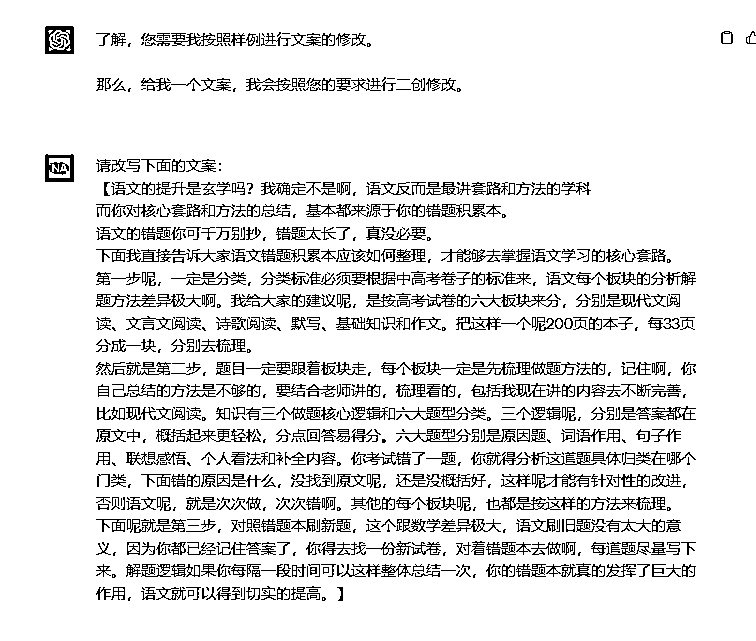 了解，您需要我按照样例进行文案的修改。
那么，给我一个文案，我会按照您的要求进行二创修改。
NA
请改写下面的文案：
【语文的提升是玄学吗？我确定不是啊，语文反而是最讲套路和方法的学科
而你对核心套路和方法的总结，基本都来源于你的错题积累本。
语文的错题你可千万别抄，错题太长了，真没必要。
下面我直接告诉大家语文错题积累本应该如何整理，才能够去掌握语文学习的核心套路。
第一步呢，一定是分类，分类标准必须要根据中高考卷子的标准来，语文每个板块的分析解
题方法差异极大啊。我给大家的建议呢，是按高考试卷的六大板块来分，分别是现代文阅
读、文言文阅读、诗歌阅读、默写、基础知识和作文。把这样一个呢200页的本子，每33页
分成一块，分别去梳理。
然后就是第二步，题目一定要跟着板块走，每个板块一定是先梳理做题方法的，记住啊，你
自己总结的方法是不够的，要结合老师讲的，梳理看的，包括我现在讲的内容去不断完善，
比如现代文阅读。知识有三个做题核心逻辑和六大题型分类。三个逻辑呢，分别是答案都在
原文中，概括起来更轻松，分点回答易得分。六大题型分别是原因题、词语作用、句子作
用、联想感悟、个人看法和补全内容。你考试错了一题，你就得分析这道题具体归类在哪个
门类，下面错的原因是什么，没找到原文呢，还是没概括好，这样呢才能有针对性的改进，
否则语文呢，就是次次做，次次错啊。其他的每个板块呢，也都是按这样的方法来梳理。
下面呢就是第三步，对照错题本刷新题，这个跟数学差异极大，语文刷旧题没有太大的意
义，因为你都已经记住答案了，你得去找一份新试卷，对着错题本去做啊，每道题尽量写下
来。解题逻辑如果你每隔一段时间可以这样整体总结一次，你的错题本就真的发挥了巨大的
作用，语文就可以得到切实的提高。】